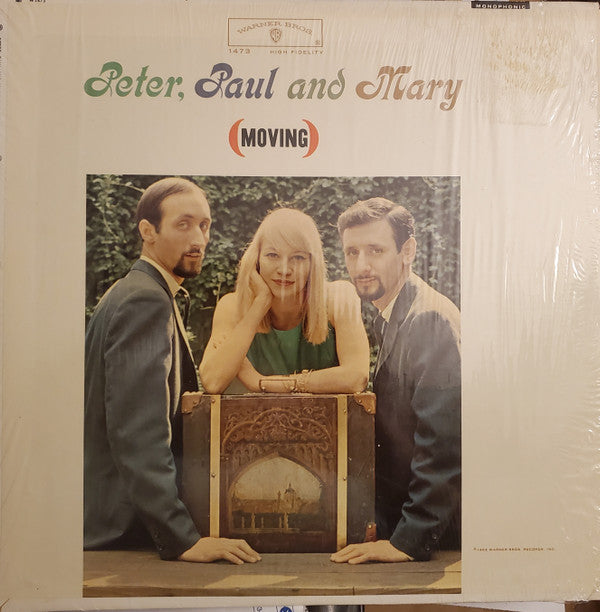 MONOPHONIC
WARNER BROS.
1473 HIGH FIDELITY
Peter, Paul and Mary
(MOVING)
WARNER BROS. RECORDS, INC.